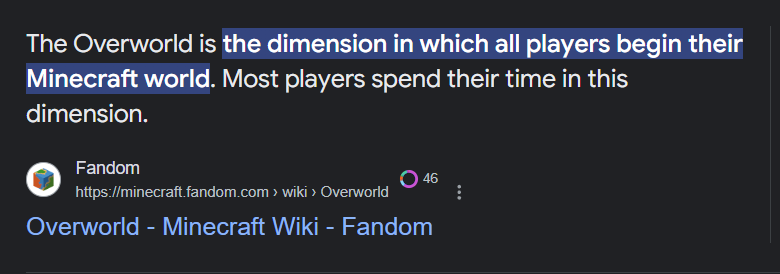 The Overworld is the dimension in which all players begin their
Minecraft world. Most players spend their time in this
dimension.
Fandom
46
https://minecraft.fandom.com › wiki › Overworld
Overworld - Minecraft Wiki - Fandom